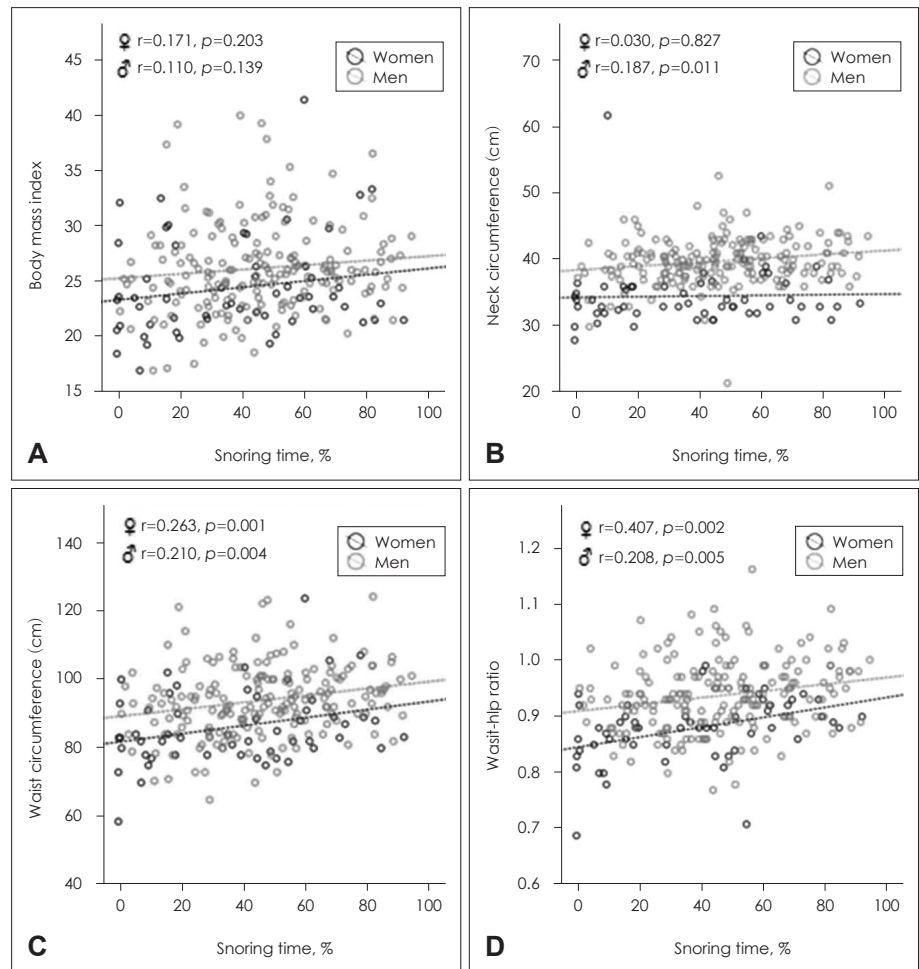 ♀ r=0.171, p=0.203
♂ r=0.110, p=0.139
Women
Men
45
40
35
30
25
20
15
Body mass index
0 20 40 60 80 100
Snoring time, %
A
♀ r=0.030, p=0.827
♂ r=0.187, p=0.011
Women
Men
70
60
50
40
30
20
Neck circumference (cm)
0 20 40 60 80 100
Snoring time, %
B
♀ r=0.263, p=0.001
♂ r=0.210, p=0.004
Women
Men
140
120
100
80
60
40
Waist circumference (cm)
0 20 40 60 80 100
Snoring time, %
C
♀ r=0.407, p=0.002
♂ r=0.208, p=0.005
Women
Men
1.2
1.1
1.0
0.9
0.8
0.7
0.6
Wasit-hip ratio
0 20 40 60 80 100
Snoring time, %
D